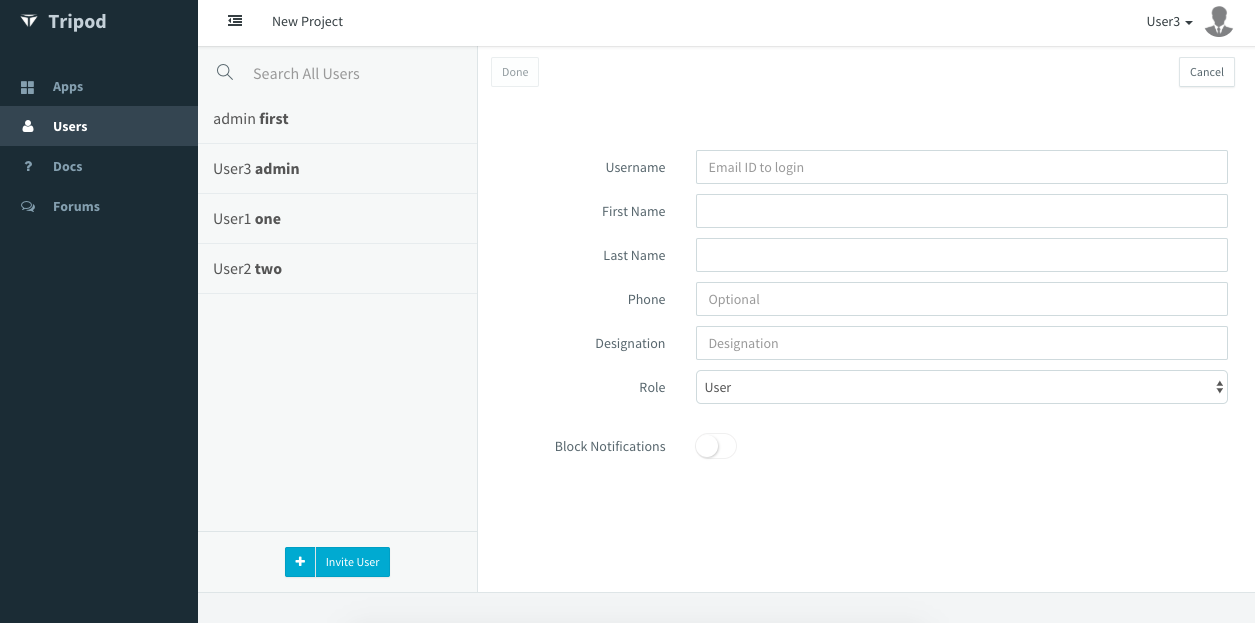 Tripod
New Project
User3
Apps
Users
? Docs
Forums
Search All Users
admin first
User3 admin
User1 one
User2 two
+ Invite User
Done
Cancel
Username Email ID to login
First Name
Last Name
Phone Optional
Designation Designation
Role User
Block Notifications